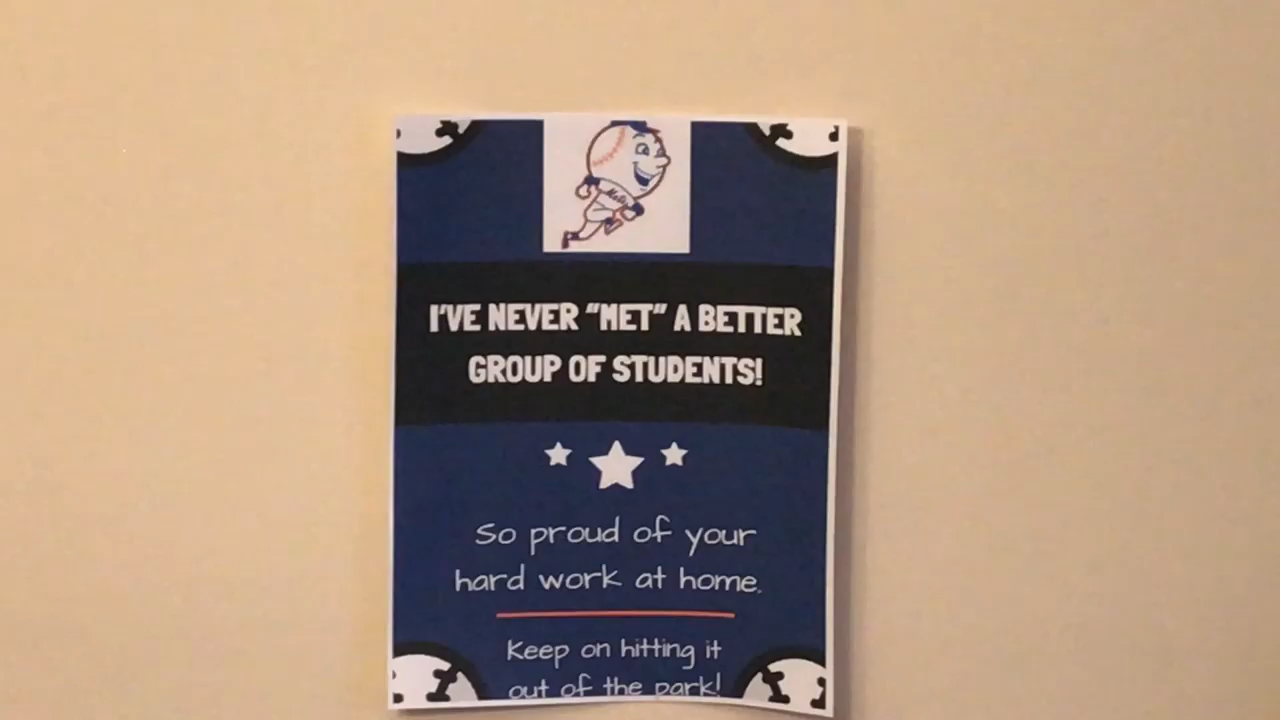 Mets
I'VE NEVER "MET" A BETTER
GROUP OF STUDENTS!
So proud of your
hard work at home.
Keep on hitting it
out of the park!